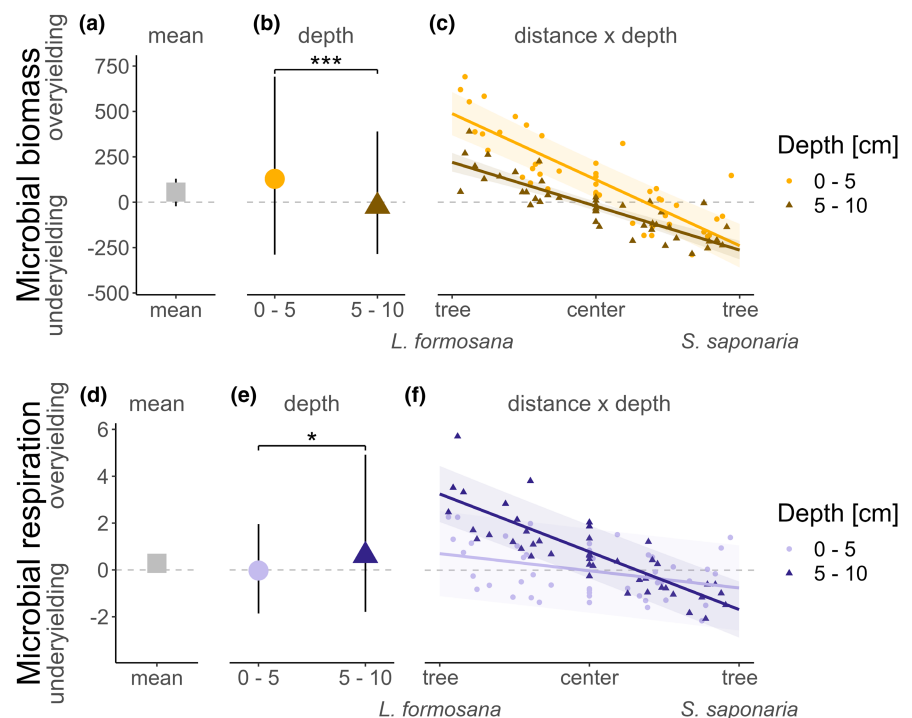 (a)
mean
(b)
depth
(c)
distance x depth
Microbial biomass
underyielding
overyielding
750
500
250
0
-250
-500
***
mean
0 - 5
5 - 10
tree
center
tree
L. formosana
S. saponaria
Depth [cm]
0 - 5
5 - 10
(d)
mean
(e)
depth
(f)
distance x depth
Microbial respiration
underyielding
overyielding
6
4
2
0
-2
*
mean
0 - 5
5 - 10
tree
center
tree
L. formosana
S. saponaria
Depth [cm]
0 - 5
5 - 10